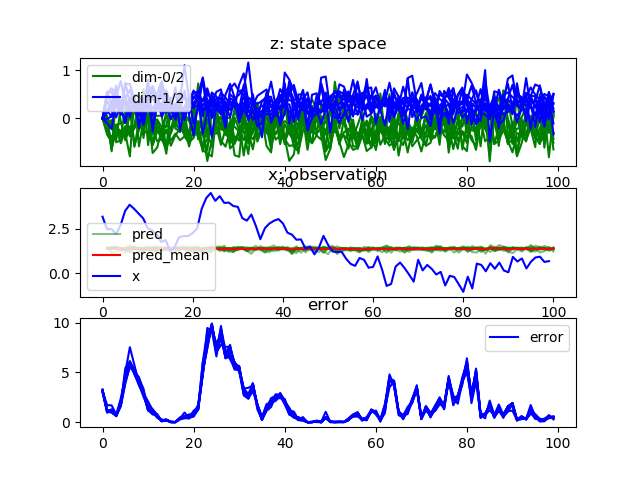 z: state space
1
0
dim-0/2
dim-1/2
0 20 40 60 80 100
x: observation
2.5
0.0
pred
pred_mean
x
0 20 40 60 80 100
error
10
5
0
error
0 20 40 60 80 100